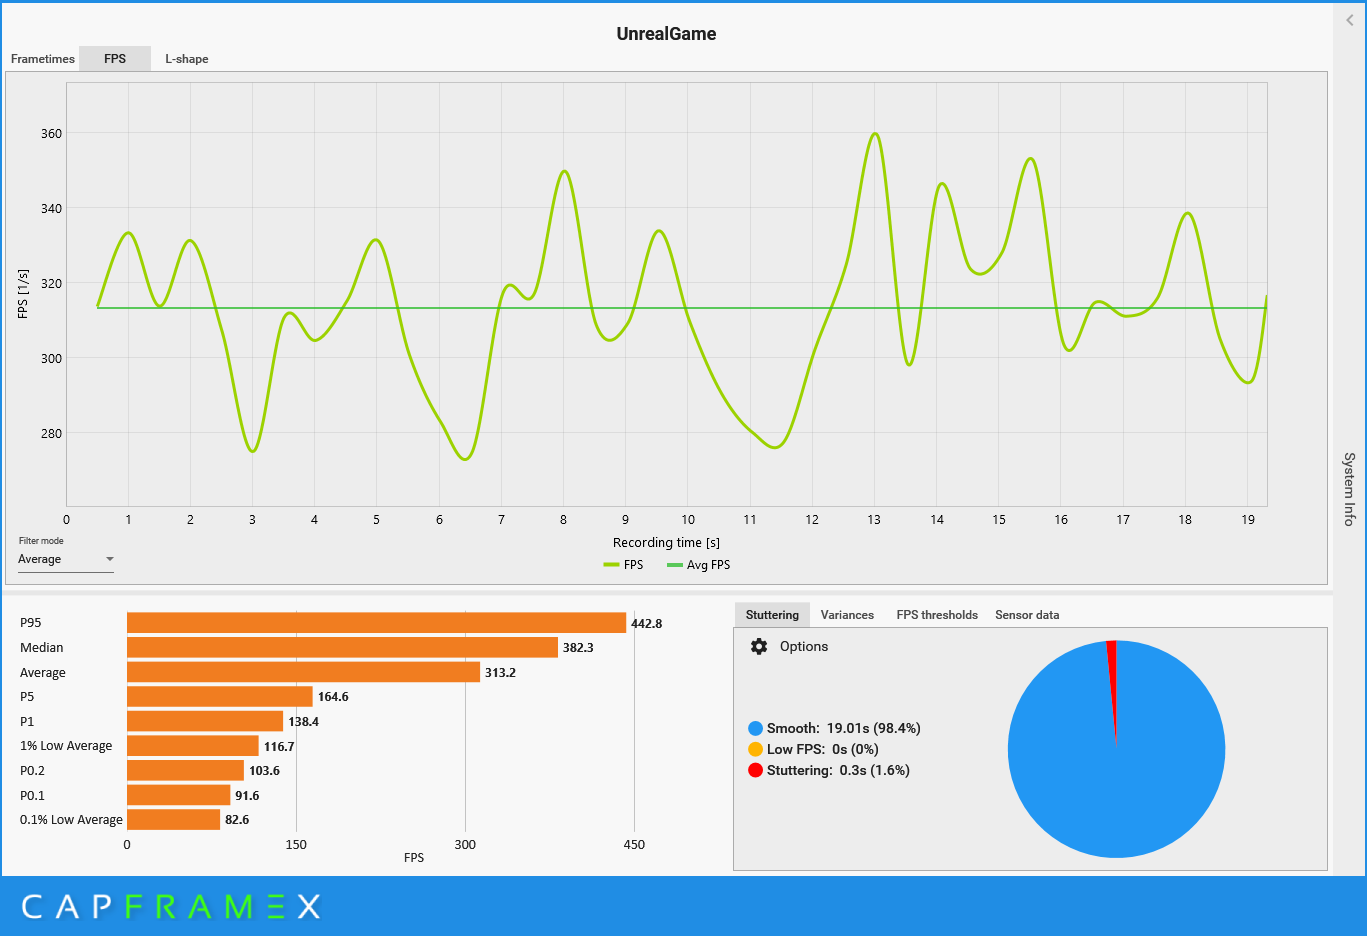 UnrealGame
Frametimes FPS L-shape
FPS [1/s]
360
340
320
300
280
0 1 2 3 4 5 6 7 8 9 10 11 12 13 14 15 16 17 18 19
Recording time [s]
FPS Avg FPS
Filter mode
Average
System Info
P95 442.8
Median 382.3
Average 313.2
P5 164.6
P1 138.4
1% Low Average 116.7
P0.2 103.6
P0.1 91.6
0.1% Low Average 82.6
0 150 300 450
FPS
Stuttering Variances FPS thresholds Sensor data
Options
Smooth: 19.01s (98.4%)
Low FPS: 0s (0%)
Stuttering: 0.3s (1.6%)
CAPFRAMEX